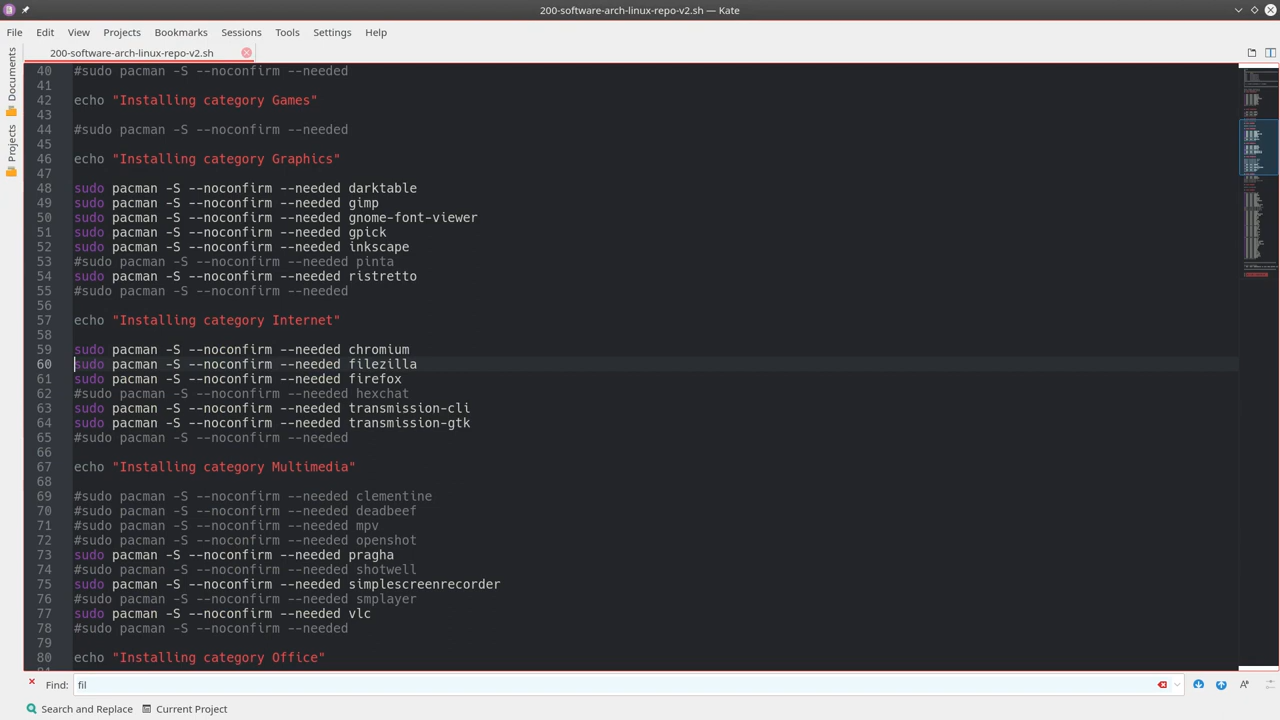 200-software-arch-linux-repo-v2.sh — Kate
File Edit View Projects Bookmarks Sessions Tools Settings Help
200-software-arch-linux-repo-v2.sh
Documents
Projects
40 #sudo pacman -S --noconfirm --needed
41
42 echo "Installing category Games"
43
44 #sudo pacman -S --noconfirm --needed
45
46 echo "Installing category Graphics"
47
48 sudo pacman -S --noconfirm --needed darktable
49 sudo pacman -S --noconfirm --needed gimp
50 sudo pacman -S --noconfirm --needed gnome-font-viewer
51 sudo pacman -S --noconfirm --needed gpick
52 sudo pacman -S --noconfirm --needed inkscape
53 #sudo pacman -S --noconfirm --needed pinta
54 sudo pacman -S --noconfirm --needed ristretto
55 #sudo pacman -S --noconfirm --needed
56
57 echo "Installing category Internet"
58
59 sudo pacman -S --noconfirm --needed chromium
60 sudo pacman -S --noconfirm --needed filezilla
61 sudo pacman -S --noconfirm --needed firefox
62 #sudo pacman -S --noconfirm --needed hexchat
63 sudo pacman -S --noconfirm --needed transmission-cli
64 sudo pacman -S --noconfirm --needed transmission-gtk
65 #sudo pacman -S --noconfirm --needed
66
67 echo "Installing category Multimedia"
68
69 #sudo pacman -S --noconfirm --needed clementine
70 #sudo pacman -S --noconfirm --needed deadbeef
71 #sudo pacman -S --noconfirm --needed mpv
72 #sudo pacman -S --noconfirm --needed openshot
73 sudo pacman -S --noconfirm --needed pragha
74 #sudo pacman -S --noconfirm --needed shotwell
75 sudo pacman -S --noconfirm --needed simplescreenrecorder
76 #sudo pacman -S --noconfirm --needed smplayer
77 sudo pacman -S --noconfirm --needed vlc
78 #sudo pacman -S --noconfirm --needed
79
80 echo "Installing category Office"
Find: fil
Search and Replace Current Project